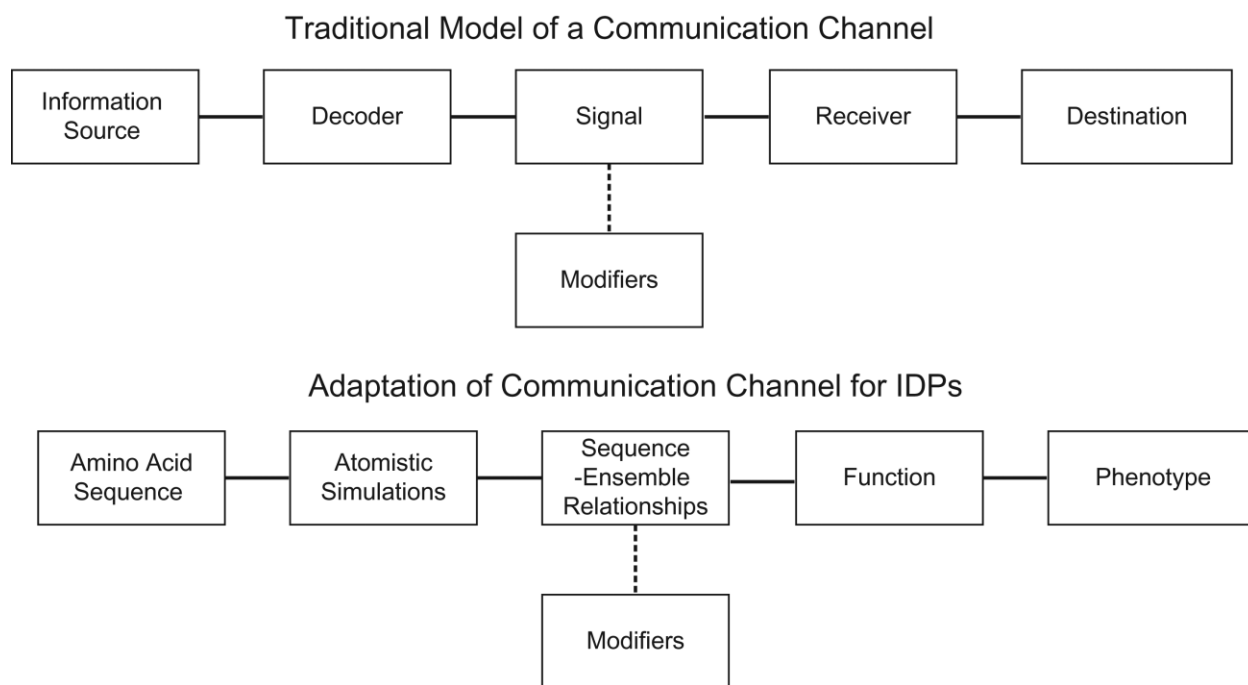 Traditional Model of a Communication Channel
Information
Source
Decoder
Signal
Receiver
Destination
Modifiers
Adaptation of Communication Channel for IDPs
Amino Acid
Sequence
Atomistic
Simulations
Sequence
-Ensemble
Relationships
Function
Phenotype
Modifiers